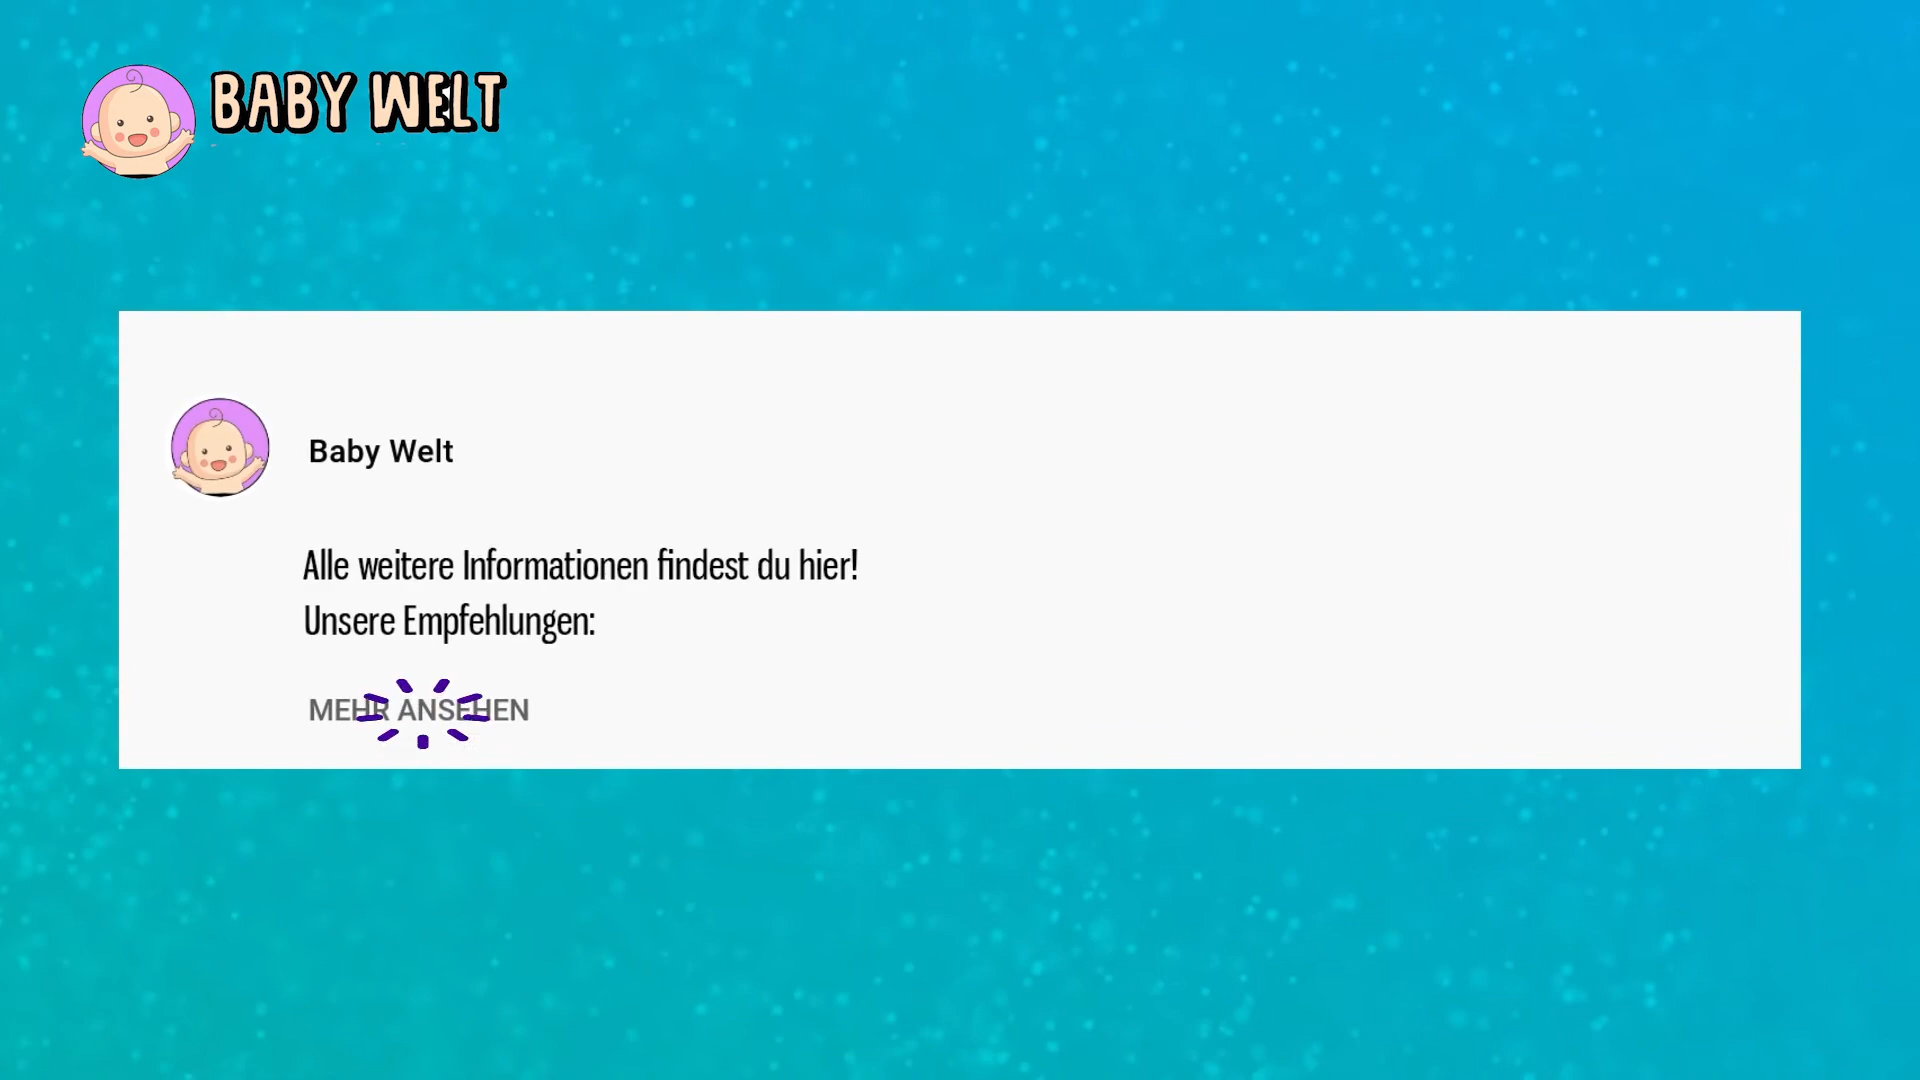 BABY WELT
Baby Welt
Alle weitere Informationen findest du hier!
Unsere Empfehlungen:
MEHR ANSEHEN